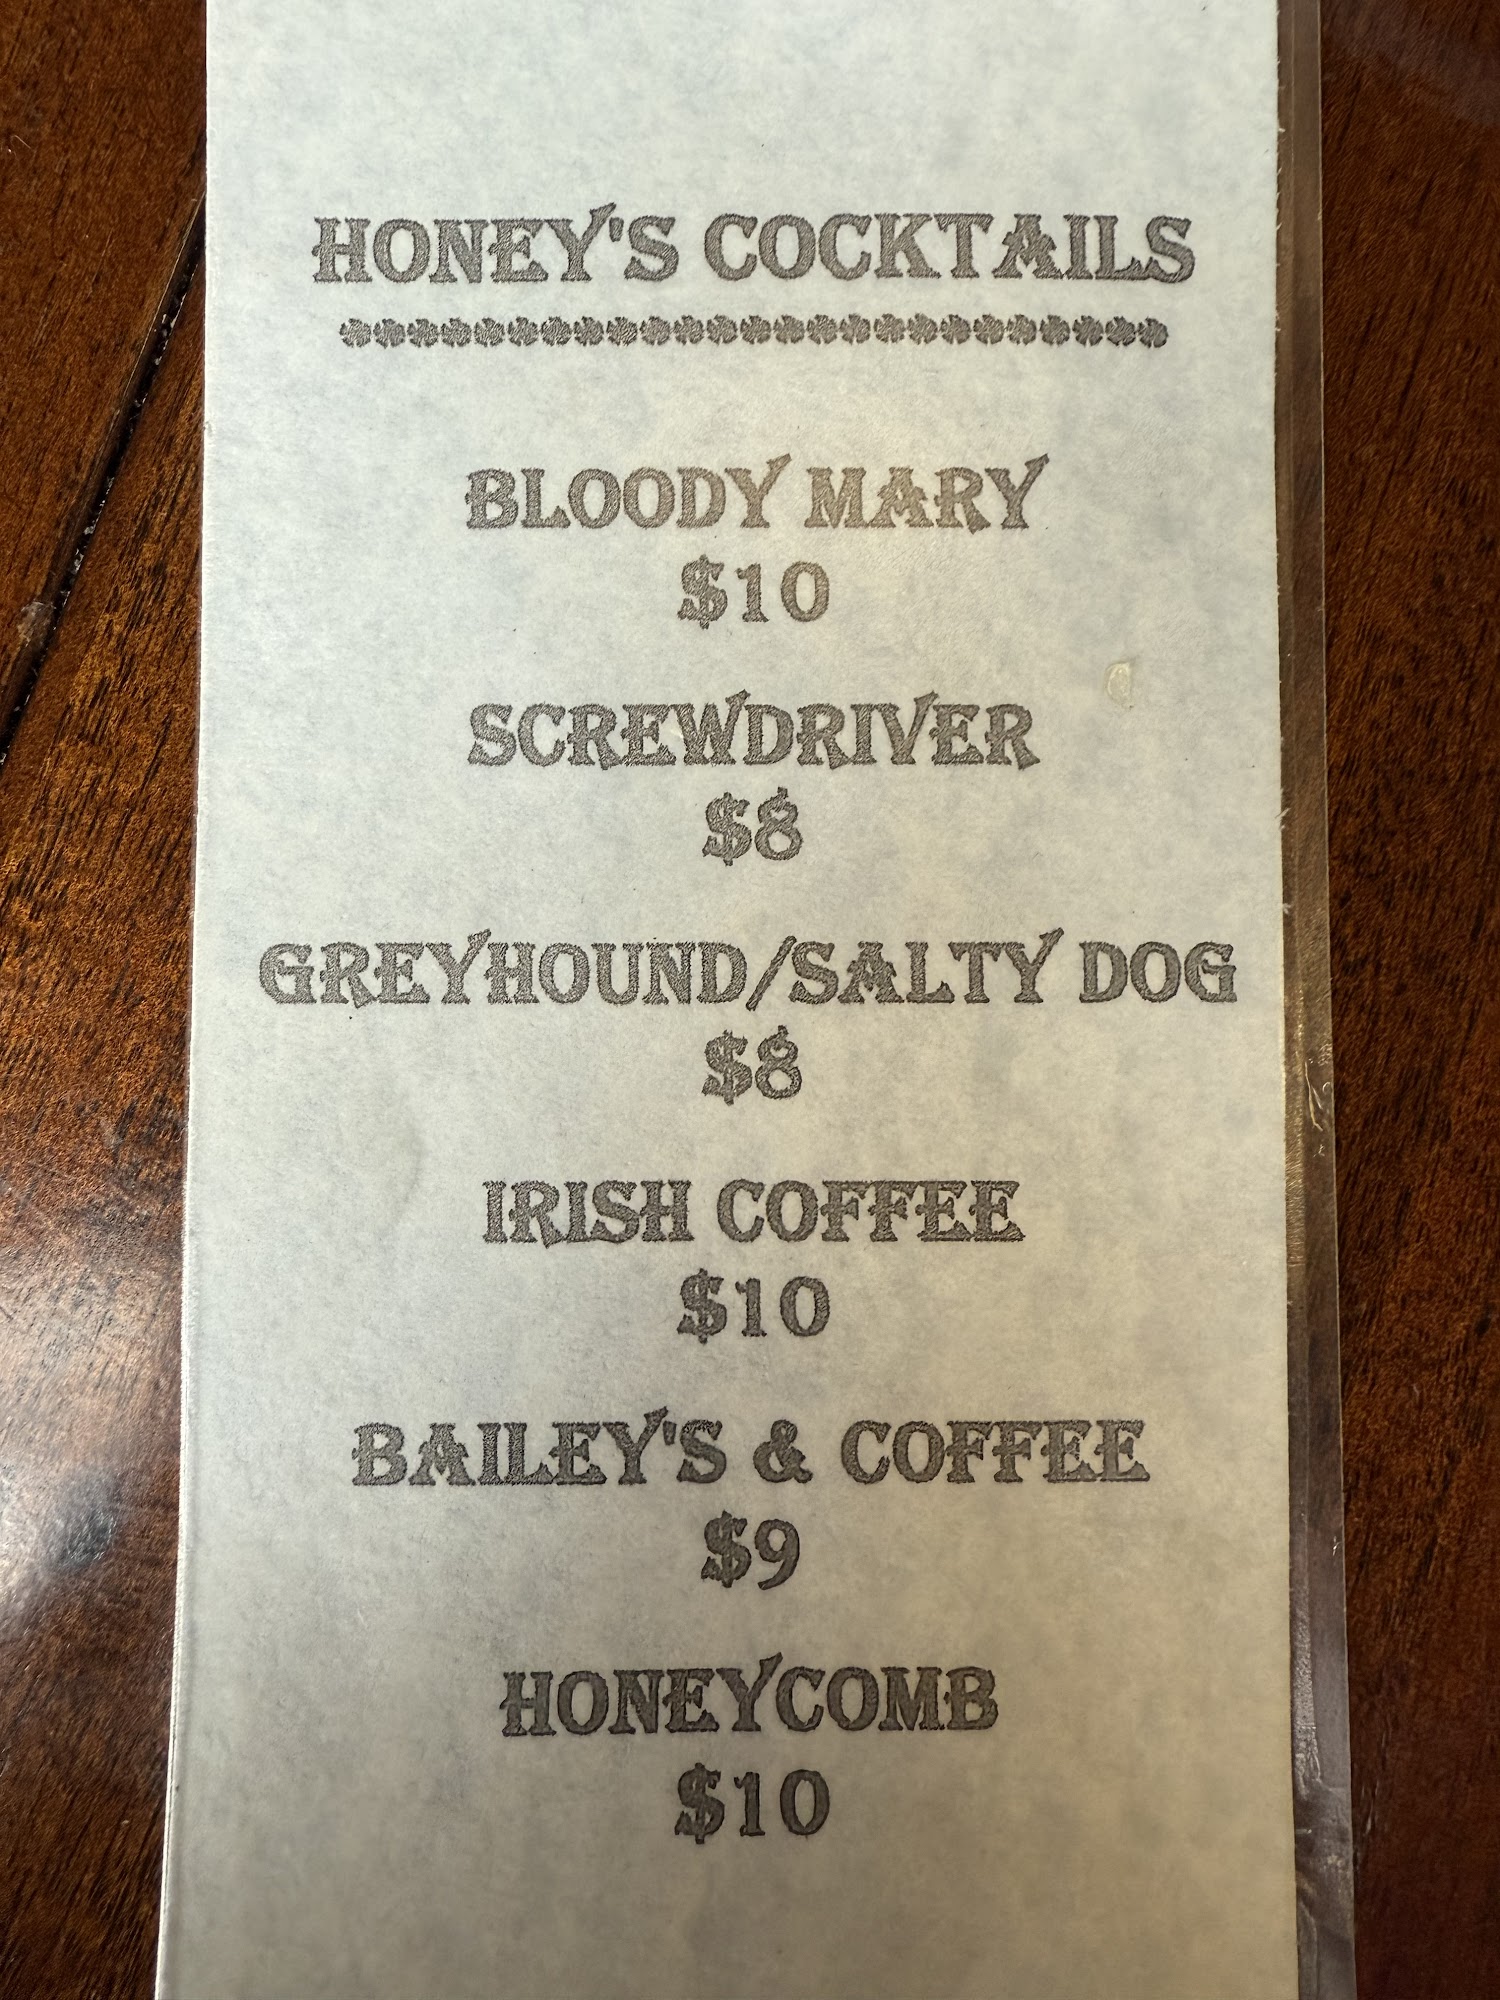 HONEY'S COCKTAILS
BLOODY MARY
$10
SCREWDRIVER
$8
GREYHOUND/SALTY DOG
$8
IRISH COFFEE
$10
BAILEY'S & COFFEE
$9
HONEYCOMB
$10